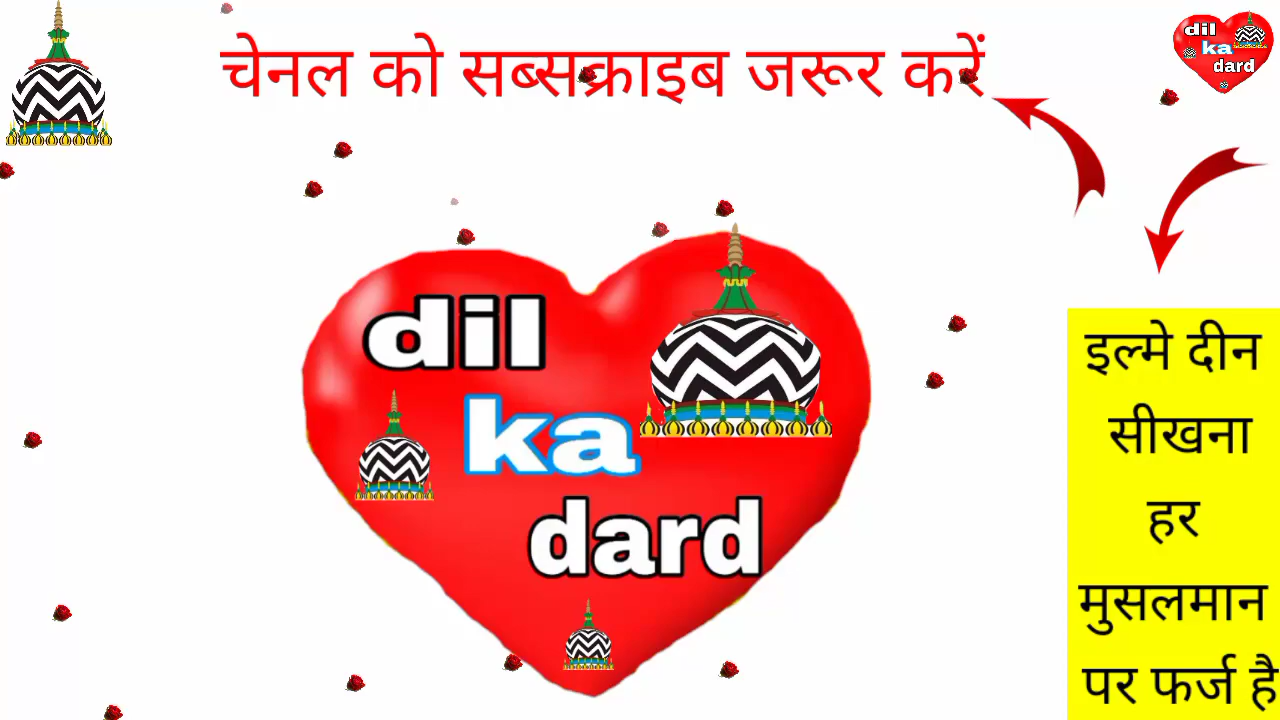 चेनल को सब्सक्राइब जरूर करें
dil
ka
dard
dil
ka
dard
इल्मे दीन
सीखना
हर
मुसलमान
पर फर्ज है